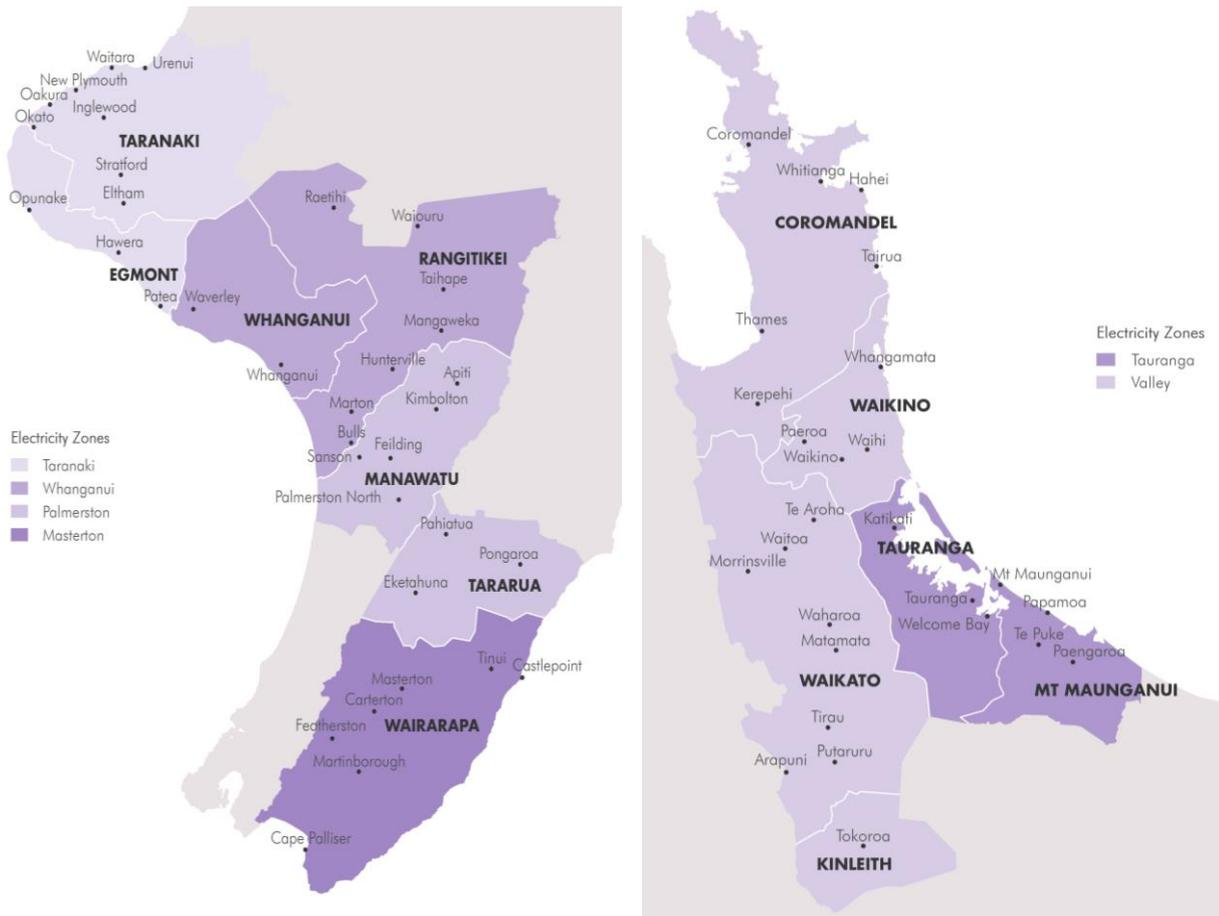 Waitara
Urenui
New Plymouth
Oakura
Inglewood
Okato
TARANAKI
Stratford
Opunake
Eltham
Hawera
EGMONT
Patea
Waverley
Raetihi
Waiouru
RANGITIKEI
Taihape
WHANGANUI
Mangaweka
Whanganui
Hunterville
Apiti
Kimbolton
Marton
Bulls
Feilding
Sanson
MANAWATU
Palmerston North
Pahiatua
Pongaroa
Eketahuna
TARARUA
Tinui
Castlepoint
Masterton
Carterton
Featherston
WAIRARAPA
Martinborough
Cape Palliser
Electricity Zones
Taranaki
Whanganui
Palmerston
Masterton
Coromandel
Whitianga
Hahei
COROMANDEL
Tairua
Thames
Whangamata
Kerepehi
WAIKINO
Paeroa
Waihi
Waikino
Te Aroha
Katikati
Waitoa
TAURANGA
Morrinsville
Mt Maunganui
Tauranga
Papamoa
Waharoa
Welcome Bay
Te Puke
Matamata
Paengaroa
WAIKATO
MT MAUNGANUI
Tirau
Putaruru
Arapuni
Tokoroa
KINLEITH
Electricity Zones
Tauranga
Valley